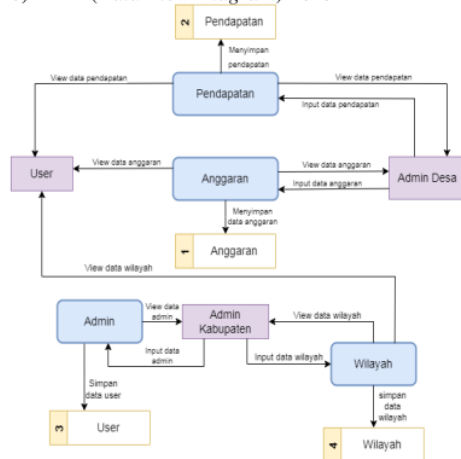 2
Pendapatan
Menyimpan
pendapatan
View data pendapatan
View data pendapatan
Pendapatan
Input data pendapatan
View data anggaran
View data anggaran
User
Anggaran
Input data anggaran
Admin Desa
Menyimpan
data anggaran
1
Anggaran
View data wilayah
Admin
View data
admin
Admin
Kabupaten
View data wilayah
Input data
admin
Input data wilayah
Wilayah
Simpan
data user
simpan
data
wilayah
3
User
4
Wilayah